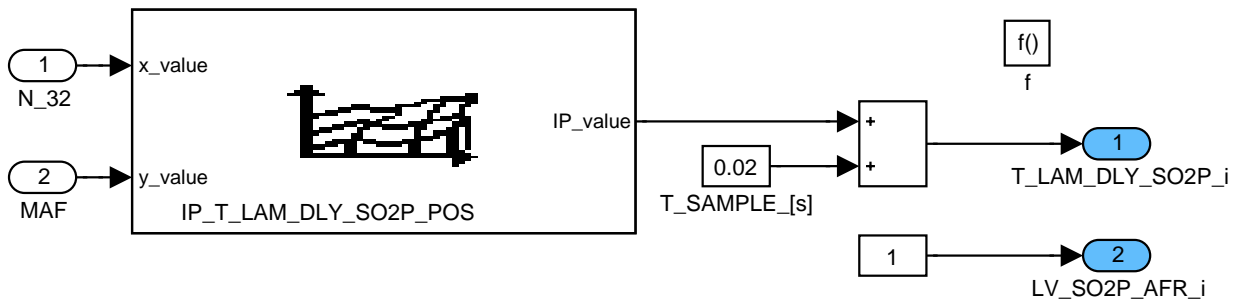 f()
f
1
N_32
x_value
IP_value
+
0.02
+
1
T_LAM_DLY_SO2P_i
T_SAMPLE_[s]
2
MAF
y_value
IP_T_LAM_DLY_SO2P_POS
1
2
LV_SO2P_AFR_i